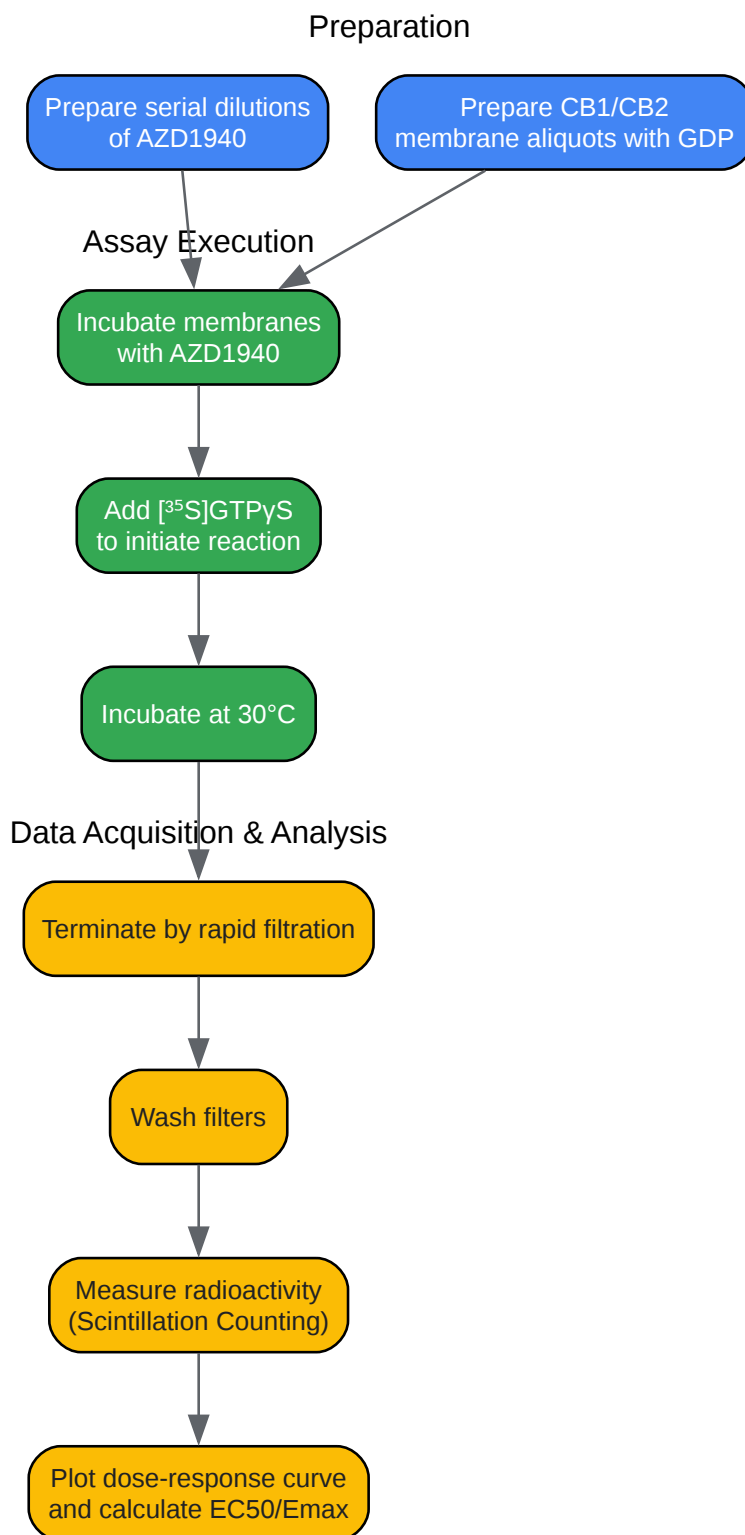 Preparation
Prepare serial dilutions
of AZD1940
Prepare CB1/CB2
membrane aliquots with GDP
Assay Execution
Incubate membranes
with AZD1940
Add [³⁵S]GTPγS
to initiate reaction
Incubate at 30°C
Data Acquisition & Analysis
Terminate by rapid filtration
Wash filters
Measure radioactivity
(Scintillation Counting)
Plot dose-response curve
and calculate EC50/Emax